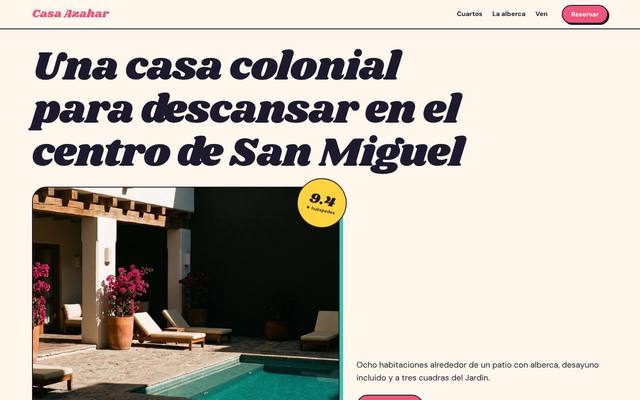 Casa Azahar
Cuartos La alberca Ven Reservar
Una casa colonial
para descansar en el
centro de San Miguel
9.4
★ huéspedes
Ocho habitaciones alrededor de un patio con alberca, desayuno
incluido y a tres cuadras del Jardín.